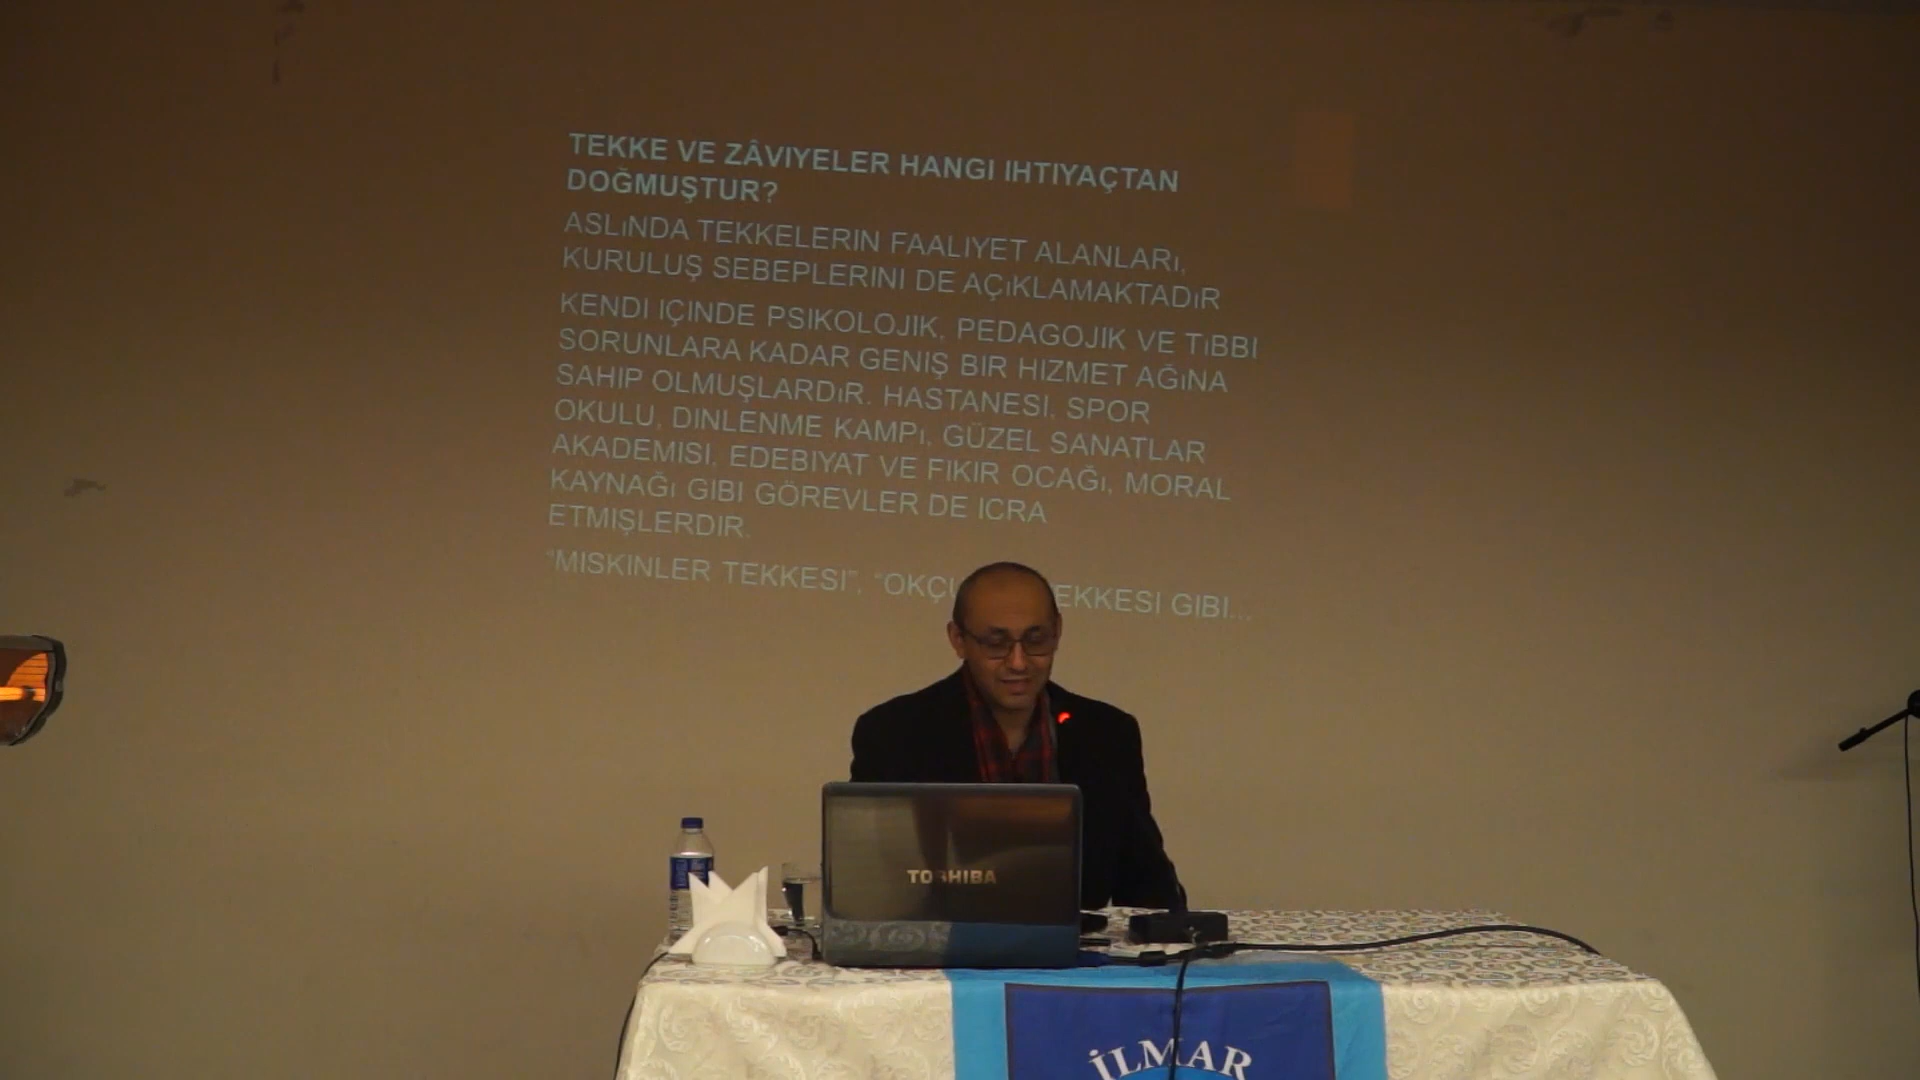 TEKKE VE ZÂVIYELER HANGI IHTIYAÇTAN
DOĞMUŞTUR?
ASLıNDA TEKKELERIN FAALIYET ALANLARı,
KURULUŞ SEBEPLERINI DE AÇıKLAMAKTADıR
KENDI IÇINDE PSIKOLOJIK, PEDAGOJIK VE TıBBI
SORUNLARA KADAR GENIŞ BIR HIZMET AĞıNA
SAHIP OLMUŞLARDıR. HASTANESI, SPOR
OKULU, DINLENME KAMPı, GÜZEL SANATLAR
AKADEMISI, EDEBIYAT VE FIKIR OCAĞı, MORAL
KAYNAĞı GIBI GÖREVLER DE ICRA
ETMIŞLERDIR.
"MISKINLER TEKKESI", "OKÇU EKKESI GIBI...
TOSHIBA
İLMAR